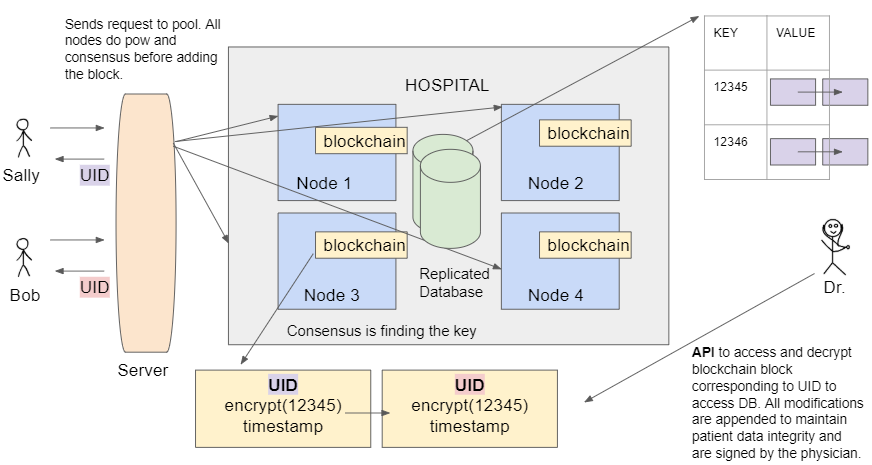 Sends request to pool. All
nodes do pow and
consensus before adding
the block.
KEY VALUE
12345
12346
HOSPITAL
blockchain
Node 1
blockchain
Node 2
blockchain
Node 3
blockchain
Node 4
Replicated
Database
Consensus is finding the key
Sally
UID
Bob
UID
Server
Dr.
UID
encrypt(12345)
timestamp
UID
encrypt(12345)
timestamp
API to access and decrypt
blockchain block
corresponding to UID to
access DB. All modifications
are appended to maintain
patient data integrity and
are signed by the physician.